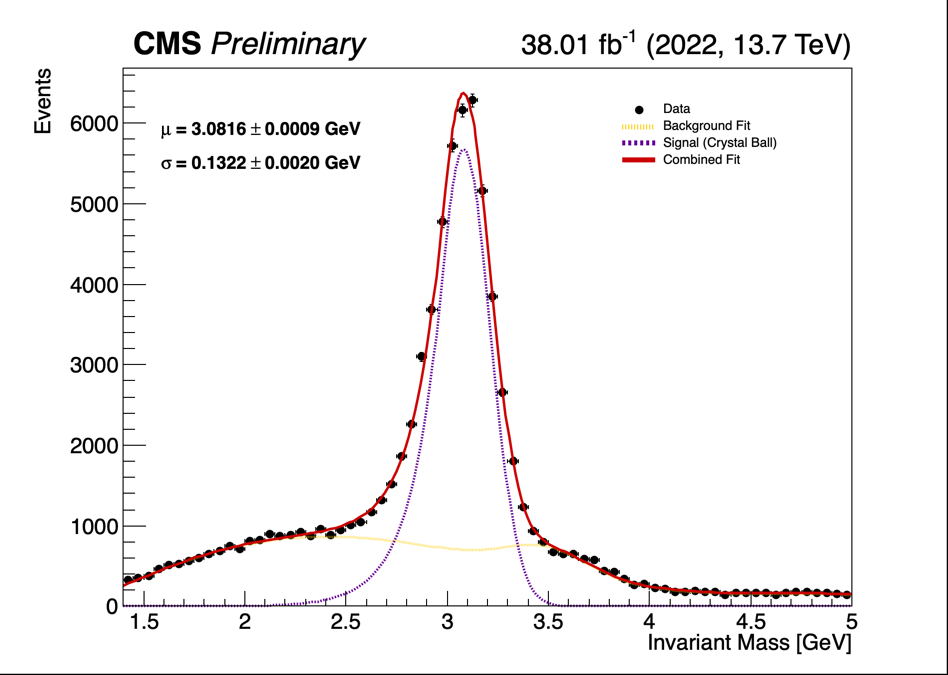 CMS Preliminary 38.01 fb⁻¹ (2022, 13.7 TeV)
Events
μ = 3.0816 ± 0.0009 GeV
σ = 0.1322 ± 0.0020 GeV
Data
Background Fit
Signal (Crystal Ball)
Combined Fit
6000
5000
4000
3000
2000
1000
0
1.5 2 2.5 3 3.5 4 4.5 5
Invariant Mass [GeV]